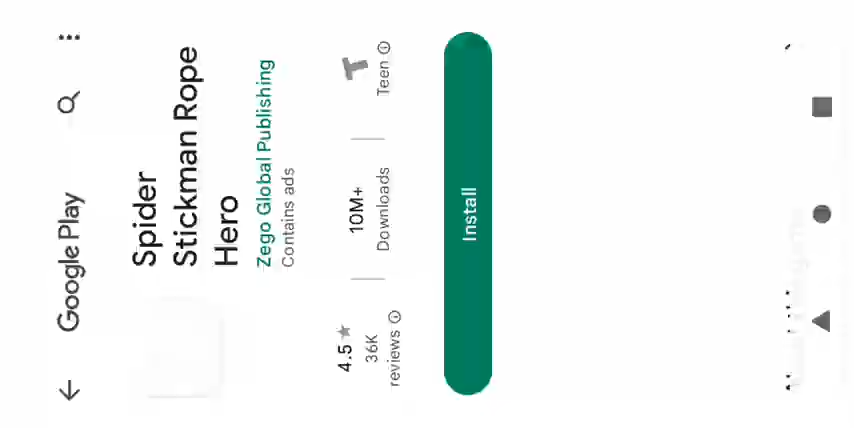 Google Play
Spider
Stickman Rope
Hero
Zego Global Publishing
Contains ads
4.5★
36K
reviews
10M+
Downloads
T
Teen
Install